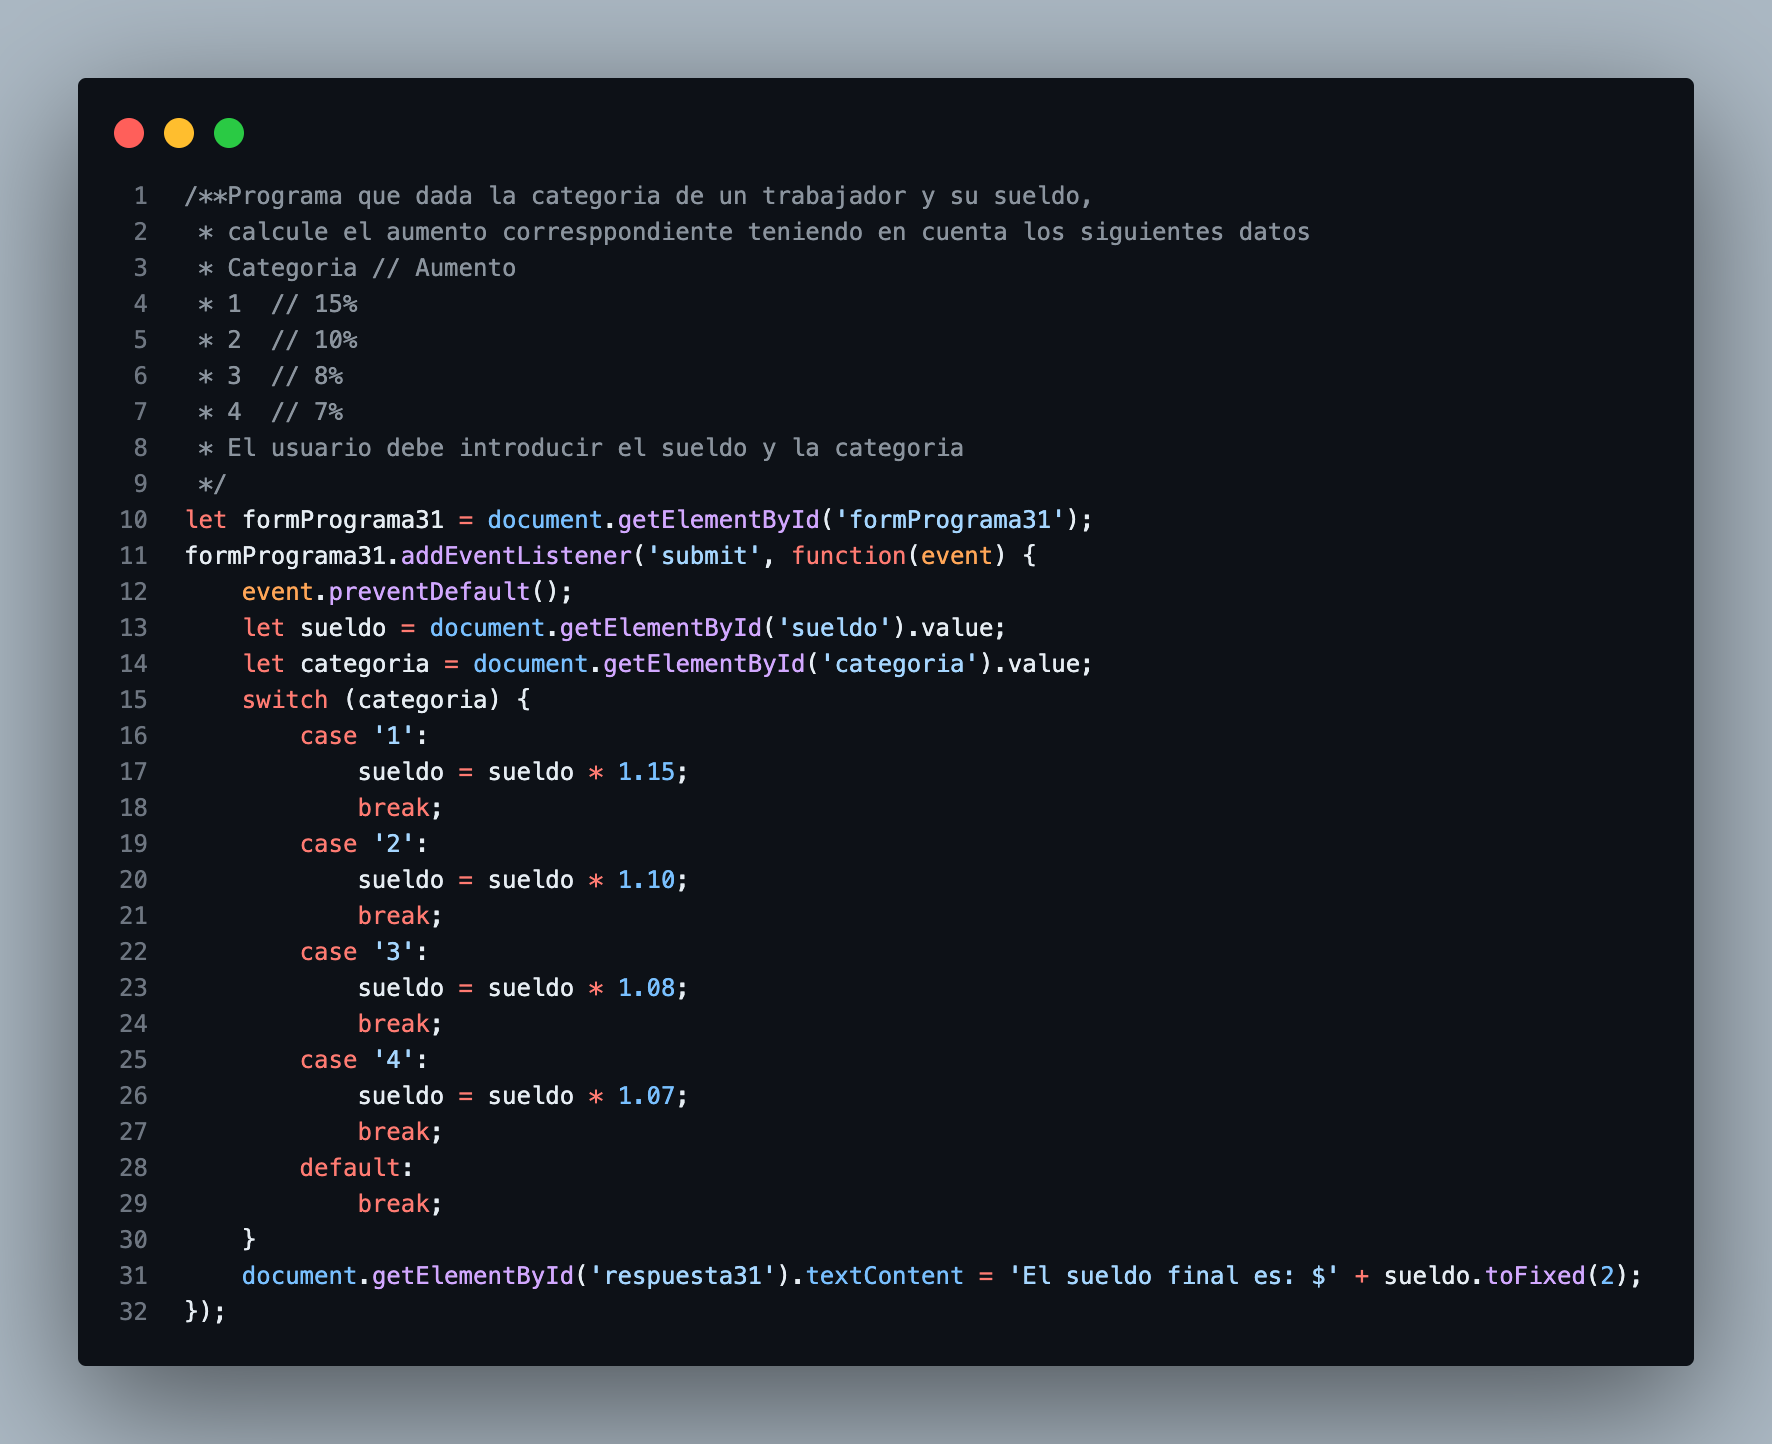 1 /**Programa que dada la categoria de un trabajador y su sueldo,
2  * calcule el aumento corresppondiente teniendo en cuenta los siguientes datos
3  * Categoria // Aumento
4  * 1  // 15%
5  * 2  // 10%
6  * 3  // 8%
7  * 4  // 7%
8  * El usuario debe introducir el sueldo y la categoria
9  */
10 let formPrograma31 = document.getElementById('formPrograma31');
11 formPrograma31.addEventListener('submit', function(event) {
12     event.preventDefault();
13     let sueldo = document.getElementById('sueldo').value;
14     let categoria = document.getElementById('categoria').value;
15     switch (categoria) {
16         case '1':
17             sueldo = sueldo * 1.15;
18             break;
19         case '2':
20             sueldo = sueldo * 1.10;
21             break;
22         case '3':
23             sueldo = sueldo * 1.08;
24             break;
25         case '4':
26             sueldo = sueldo * 1.07;
27             break;
28         default:
29             break;
30     }
31     document.getElementById('respuesta31').textContent = 'El sueldo final es: $' + sueldo.toFixed(2);
32 });